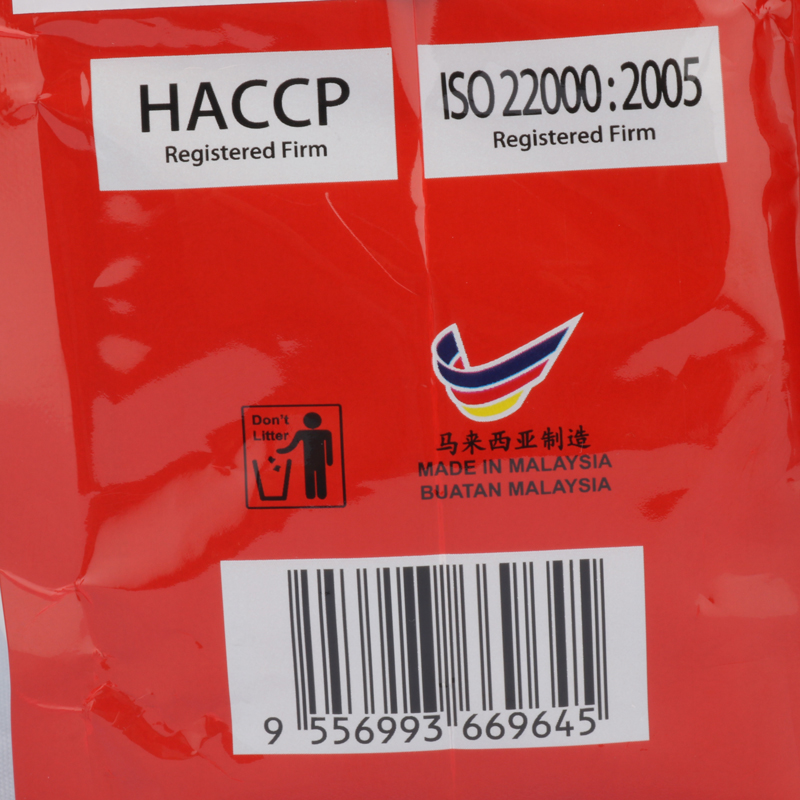 HACCP
Registered Firm
ISO 22000:2005
Registered Firm
Don't
Litter
马来西亚制造
MADE IN MALAYSIA
BUATAN MALAYSIA
9 556993 669645